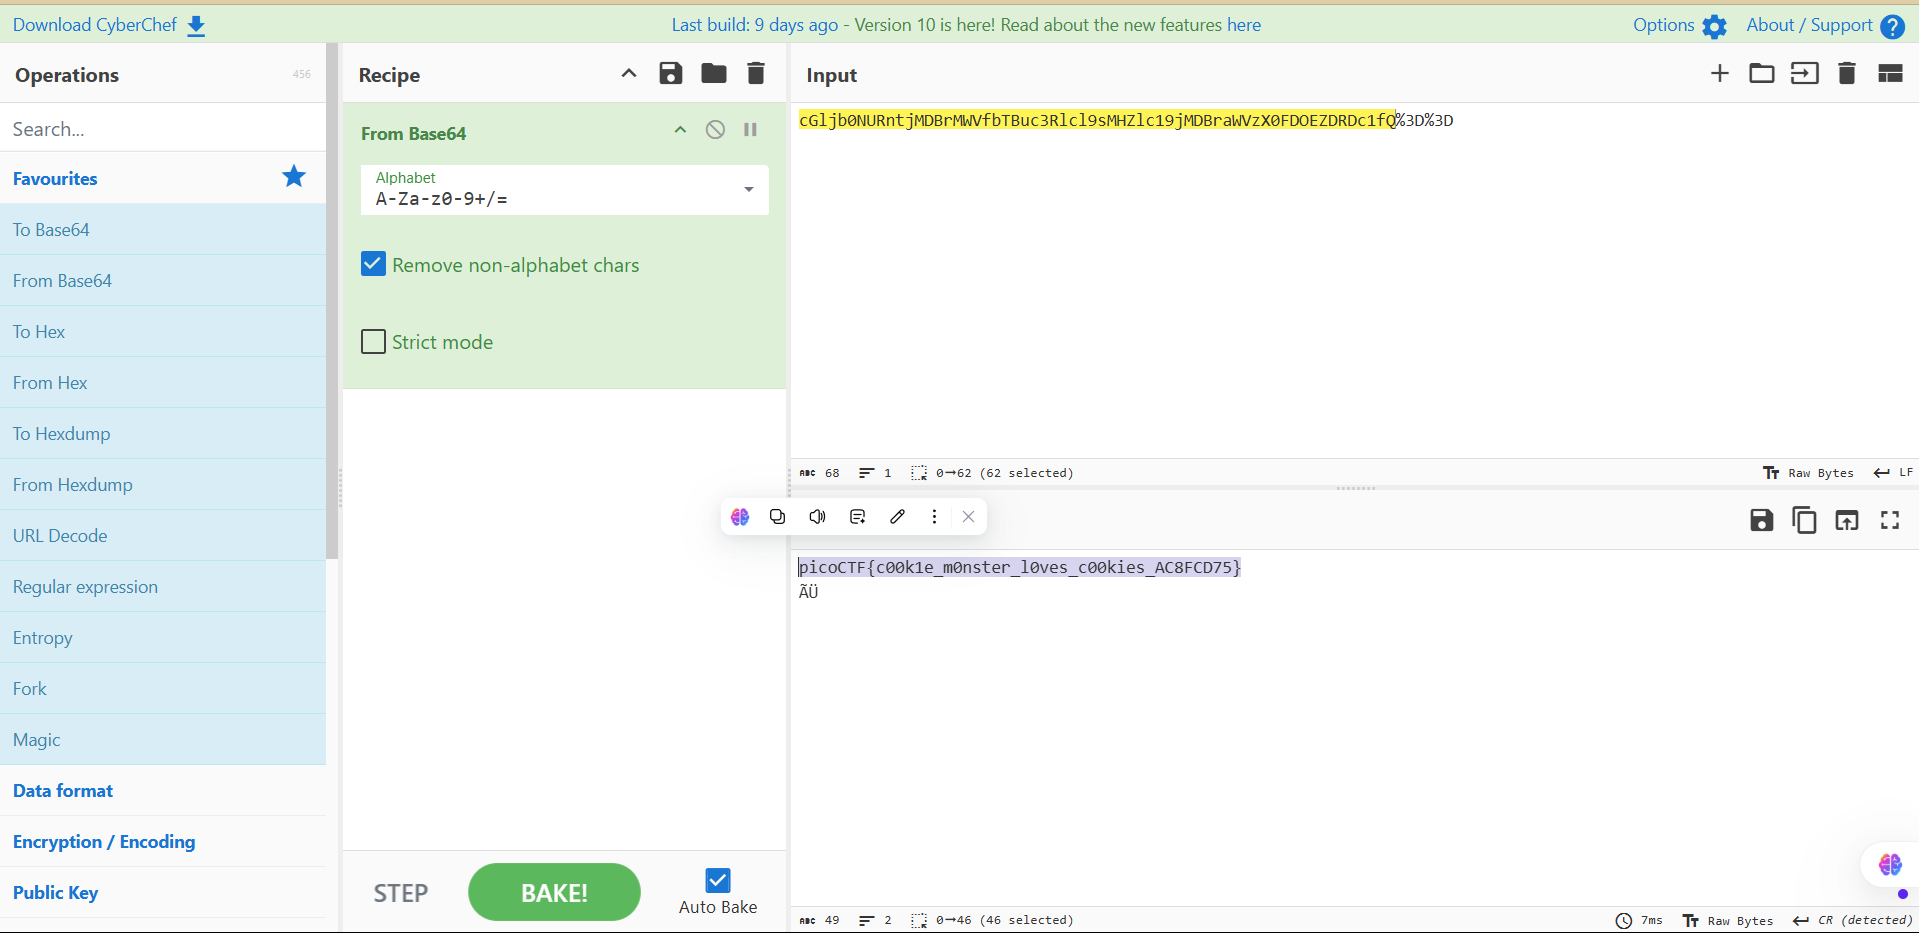 Download CyberChef
Last build: 9 days ago - Version 10 is here! Read about the new features here
Options
About / Support
Operations
456
Search...
Favourites
To Base64
From Base64
To Hex
From Hex
To Hexdump
From Hexdump
URL Decode
Regular expression
Entropy
Fork
Magic
Data format
Encryption / Encoding
Public Key
Recipe
From Base64
Alphabet
A-Za-z0-9+/=
Remove non-alphabet chars
Strict mode
STEP
BAKE!
Auto Bake
Input
cGljb0NURntjMDBrMWVfbTBuc3Rlcl9sMHZlc19jMDBraWVzX0FDOEZDRDc1fQ%3D%3D
ABC 68 1 0→62 (62 selected)
Tr Raw Bytes LF
picoCTF{c00k1e_m0nster_l0ves_c00kies_AC8FCD75}
ÃÜ
ABC 49 2 0→46 (46 selected)
7ms Tr Raw Bytes CR (detected)